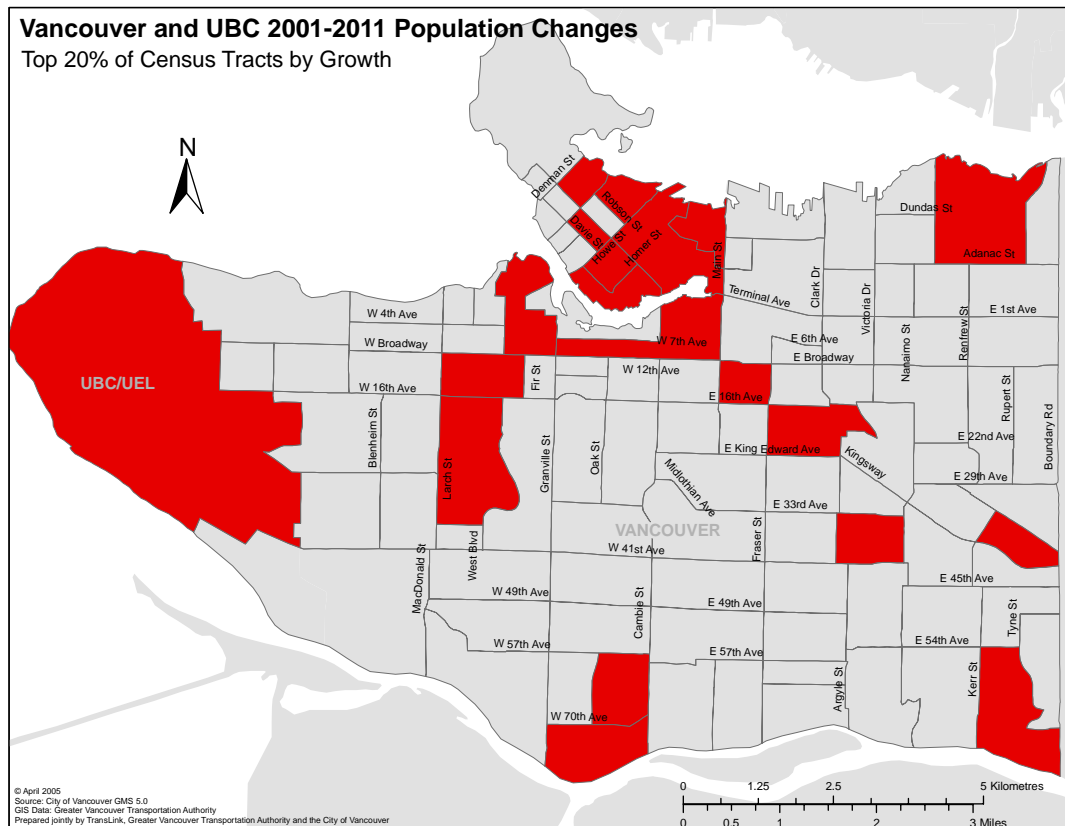 Vancouver and UBC 2001-2011 Population Changes
Top 20% of Census Tracts by Growth
N
Denman St
Robson St
Davie St
Howe St
Homer St
Main St
Dundas St
Adanac St
Terminal Ave
Clark Dr
Victoria Dr
E 1st Ave
W 4th Ave
W 7th Ave
E 6th Ave
Nanaimo St
Renfrew St
W Broadway
E Broadway
UBC/UEL
W 16th Ave
Fir St
W 12th Ave
E 16th Ave
Rupert St
Boundary Rd
Blenheim St
Larch St
Granville St
Oak St
E King Edward Ave
E 22nd Ave
Kingsway
E 29th Ave
Midlothian Ave
E 33rd Ave
VANCOUVER
Fraser St
West Blvd
W 41st Ave
MacDonald St
E 45th Ave
W 49th Ave
Cambie St
E 49th Ave
Tyne St
W 57th Ave
E 57th Ave
E 54th Ave
Argyle St
Kerr St
W 70th Ave
0 1.25 2.5 5 Kilometres
0 0.5 1 2 3 Miles
© April 2005
Source: City of Vancouver GMS 5.0
GIS Data: Greater Vancouver Transportation Authority
Prepared jointly by TransLink, Greater Vancouver Transportation Authority and the City of Vancouver